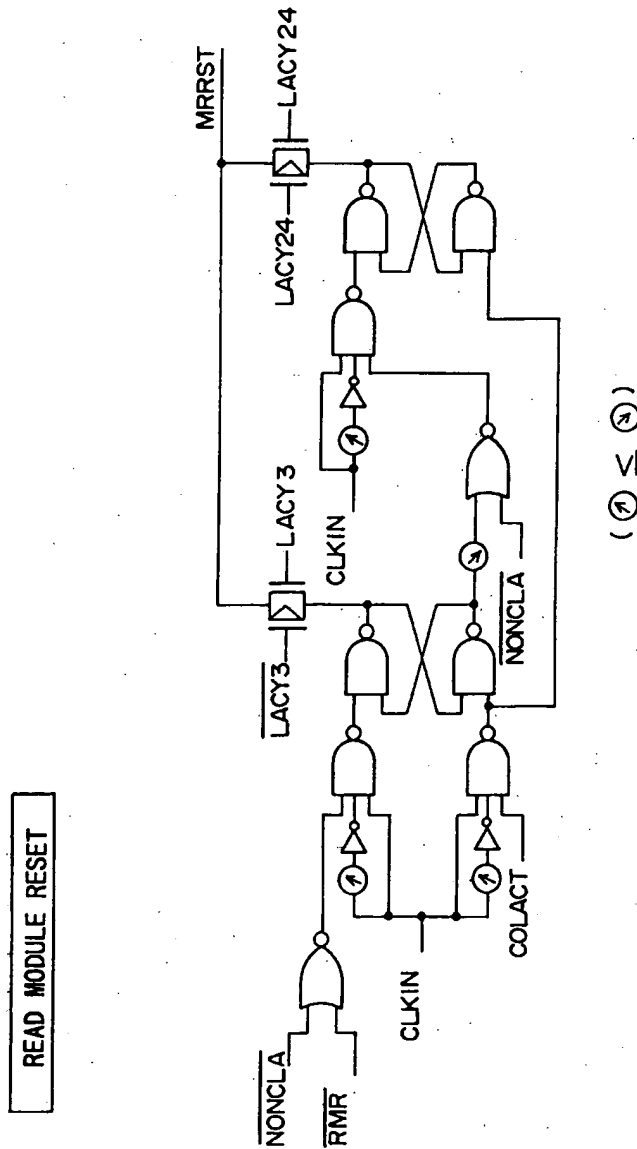 READ MODULE RESET
MRRST
LACY3
LACY3
LACY24
LACY24
CLKIN
NONCLA
RMR
CLKIN
COLACT
NONCLA
(↗ ≤ ↘)